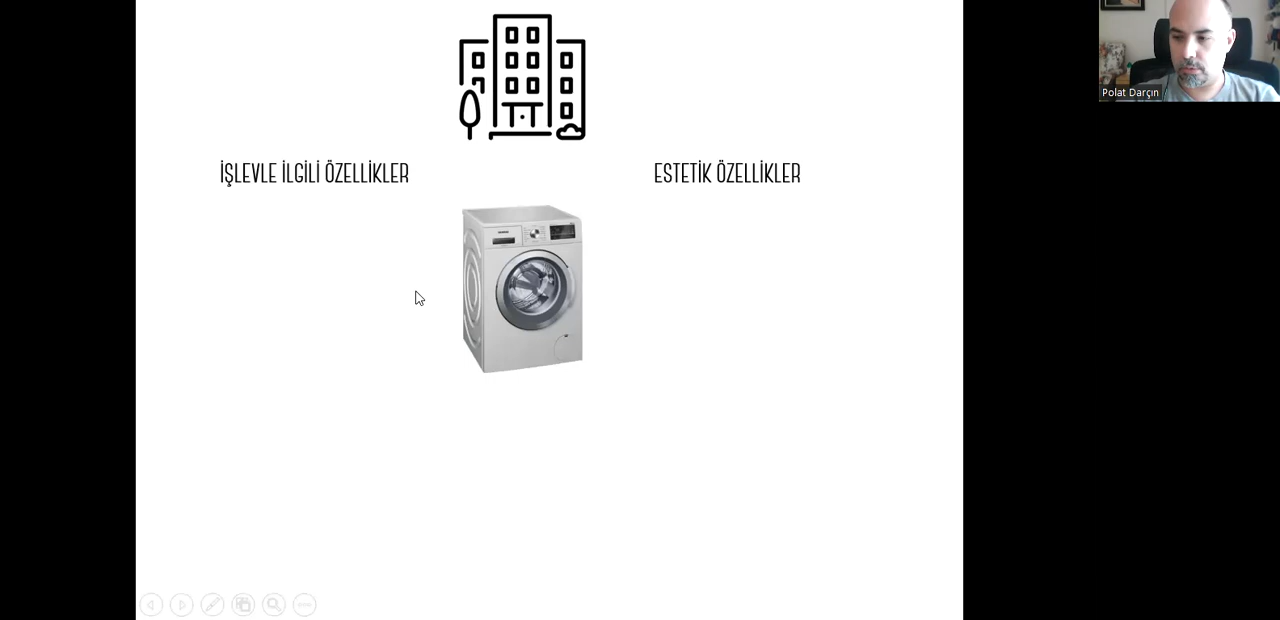 Polat Darçın
İŞLEVLE İLGİLİ ÖZELLİKLER
ESTETİK ÖZELLİKLER